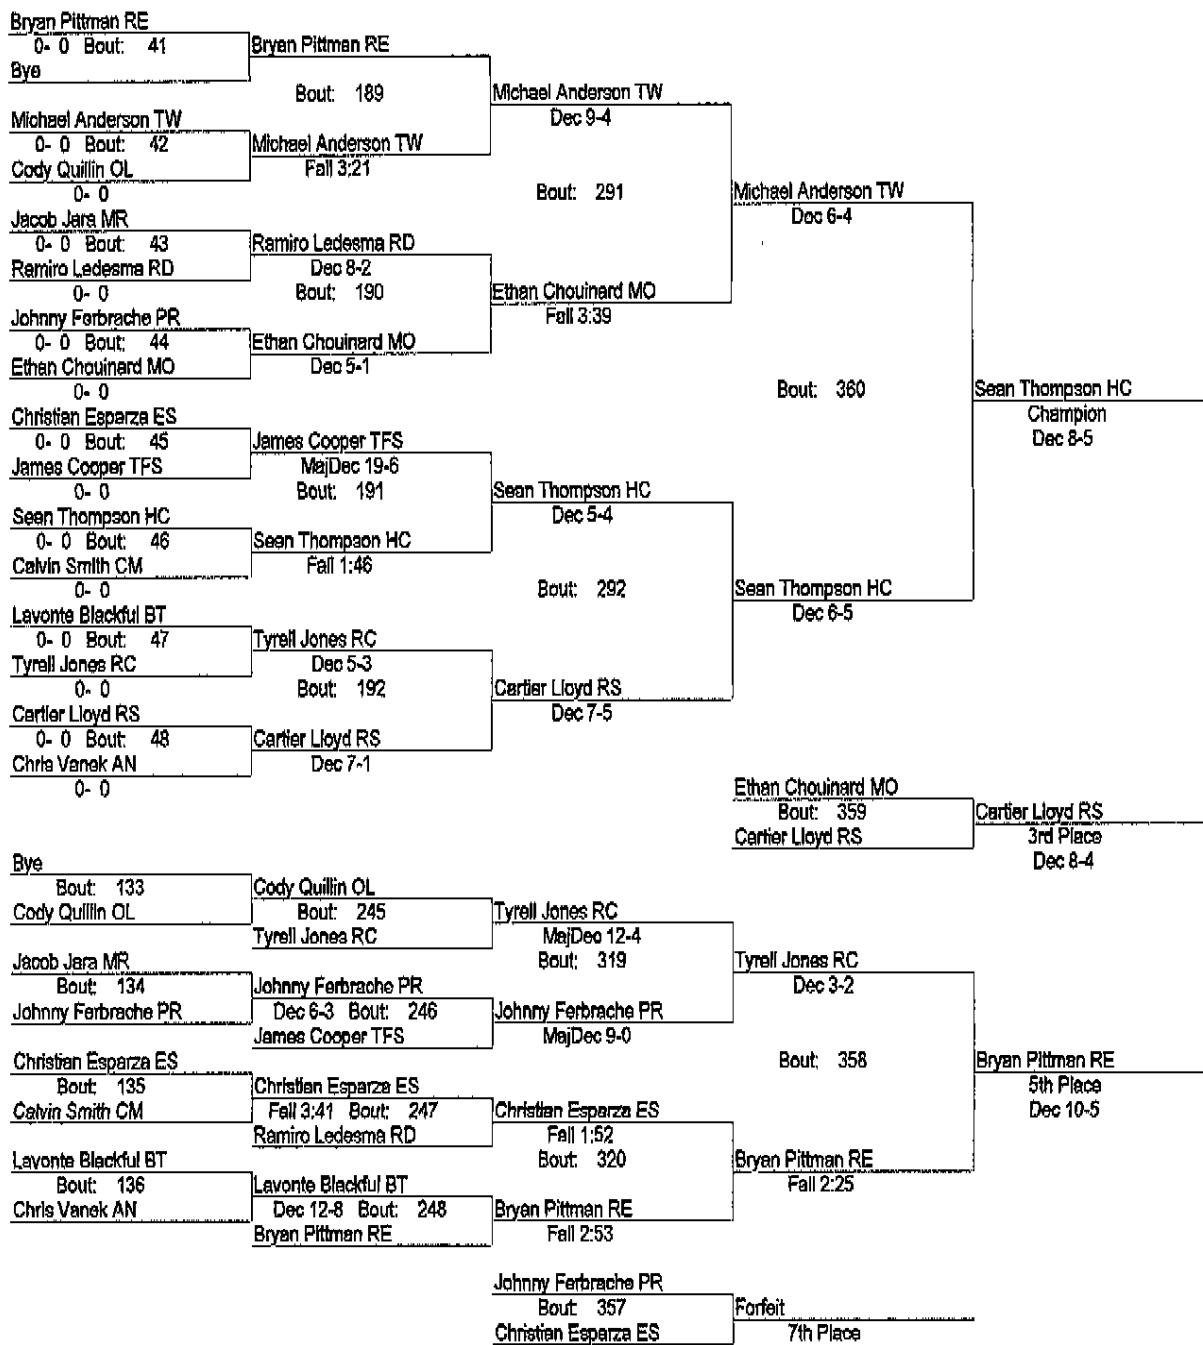 Bryan Pittman RE
0- 0 Bout: 41
Bye
Bryan Pittman RE
Bout: 189
Michael Anderson TW
0- 0 Bout: 42
Cody Quillin OL
0- 0
Michael Anderson TW
Fall 3:21
Michael Anderson TW
Dec 9-4
Bout: 291
Jacob Jara MR
0- 0 Bout: 43
Ramiro Ledesma RD
0- 0
Ramiro Ledesma RD
Dec 8-2
Bout: 190
Johnny Ferbrache PR
0- 0 Bout: 44
Ethan Chouinard MO
0- 0
Ethan Chouinard MO
Dec 5-1
Ethan Chouinard MO
Fall 3:39
Michael Anderson TW
Dec 6-4
Bout: 360
Christian Esparza ES
0- 0 Bout: 45
James Cooper TFS
0- 0
James Cooper TFS
MajDec 19-6
Bout: 191
Sean Thompson HC
0- 0 Bout: 46
Calvin Smith CM
0- 0
Sean Thompson HC
Fall 1:46
Sean Thompson HC
Dec 5-4
Bout: 292
Lavonte Blackful BT
0- 0 Bout: 47
Tyrell Jones RC
0- 0
Tyrell Jones RC
Dec 5-3
Bout: 192
Cartier Lloyd RS
0- 0 Bout: 48
Chris Vanek AN
0- 0
Cartier Lloyd RS
Dec 7-1
Cartier Lloyd RS
Dec 7-5
Sean Thompson HC
Dec 6-5
Sean Thompson HC
Champion
Dec 8-5
Ethan Chouinard MO
Bout: 359
Cartier Lloyd RS
Cartier Lloyd RS
3rd Place
Dec 8-4
Bye
Bout: 133
Cody Quillin OL
Cody Quillin OL
Bout: 245
Tyrell Jones RC
Tyrell Jones RC
MajDec 12-4
Bout: 319
Jacob Jara MR
Bout: 134
Johnny Ferbrache PR
Johnny Ferbrache PR
Dec 6-3 Bout: 246
James Cooper TFS
Johnny Ferbrache PR
MajDec 9-0
Tyrell Jones RC
Dec 3-2
Bout: 358
Christian Esparza ES
Bout: 135
Calvin Smith CM
Christian Esparza ES
Fall 3:41 Bout: 247
Ramiro Ledesma RD
Christian Esparza ES
Fall 1:52
Bout: 320
Lavonte Blackful BT
Bout: 136
Chris Vanek AN
Lavonte Blackful BT
Dec 12-8 Bout: 248
Bryan Pittman RE
Bryan Pittman RE
Fall 2:53
Bryan Pittman RE
Fall 2:25
Bryan Pittman RE
5th Place
Dec 10-5
Johnny Ferbrache PR
Bout: 357
Christian Esparza ES
Forfeit
7th Place